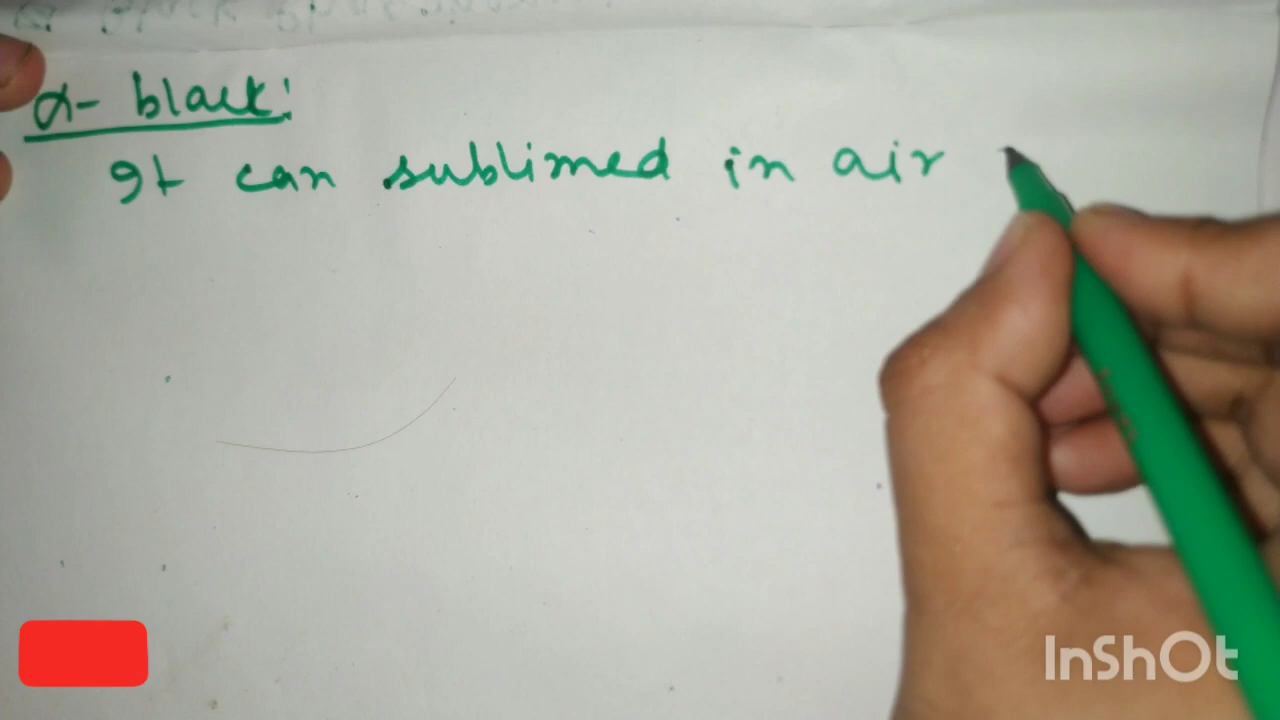 α- black:
It can sublimed in air
InShOt